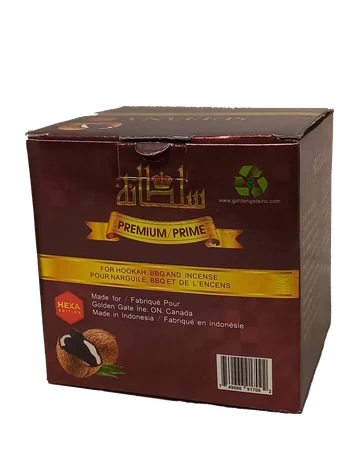 سلطانة
PREMIUM/PRIME
www.goldengateinc.com
FOR HOOKAH, BBQ AND INCENSE
POUR NARGUILE, BBQ ET DE L'ENCENS
HEXA
EDITION
Made for / Fabriqué Pour
Golden Gate Inc. ON. Canada
Made in Indonesia / Fabriqué en indonésie